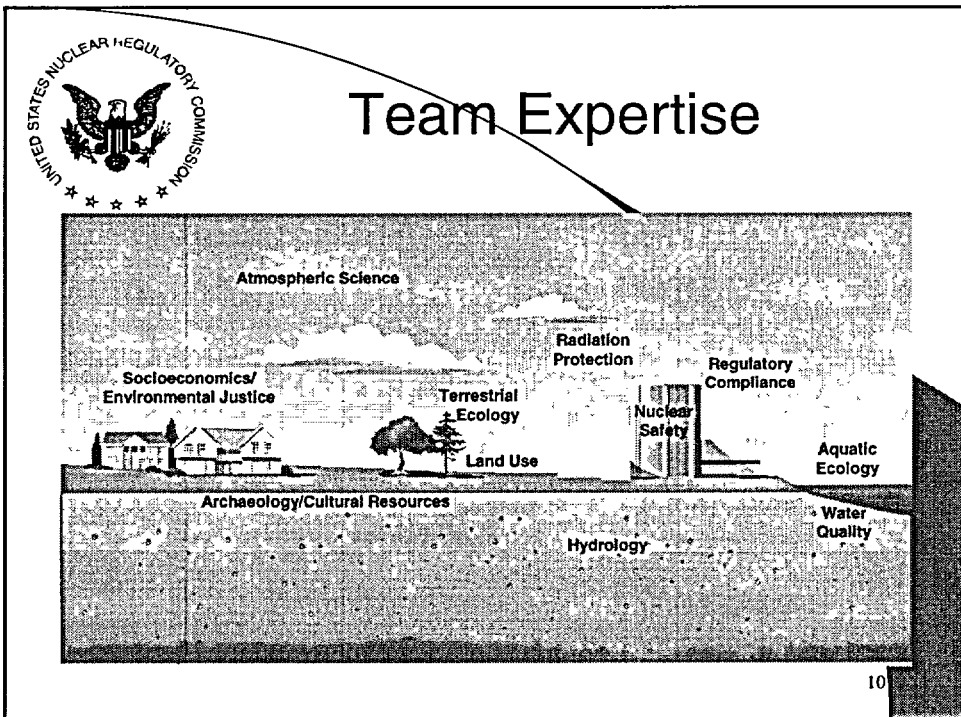 UNITED STATES NUCLEAR REGULATORY COMMISSION
Team Expertise
Atmospheric Science
Radiation
Protection
Regulatory
Compliance
Socioeconomics/
Environmental Justice
Terrestrial
Ecology
Nuclear
Safety
Land Use
Aquatic
Ecology
Archaeology/Cultural Resources
Water
Quality
Hydrology
10